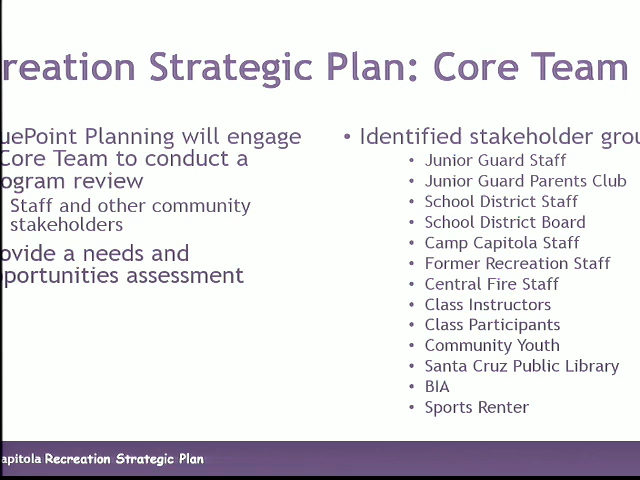 reation Strategic Plan: Core Team
uePoint Planning will engage
Core Team to conduct a
ogram review
Staff and other community
stakeholders
ovide a needs and
portunities assessment
• Identified stakeholder grou
• Junior Guard Staff
• Junior Guard Parents Club
• School District Staff
• School District Board
• Camp Capitola Staff
• Former Recreation Staff
• Central Fire Staff
• Class Instructors
• Class Participants
• Community Youth
• Santa Cruz Public Library
• BIA
• Sports Renter
apitola Recreation Strategic Plan